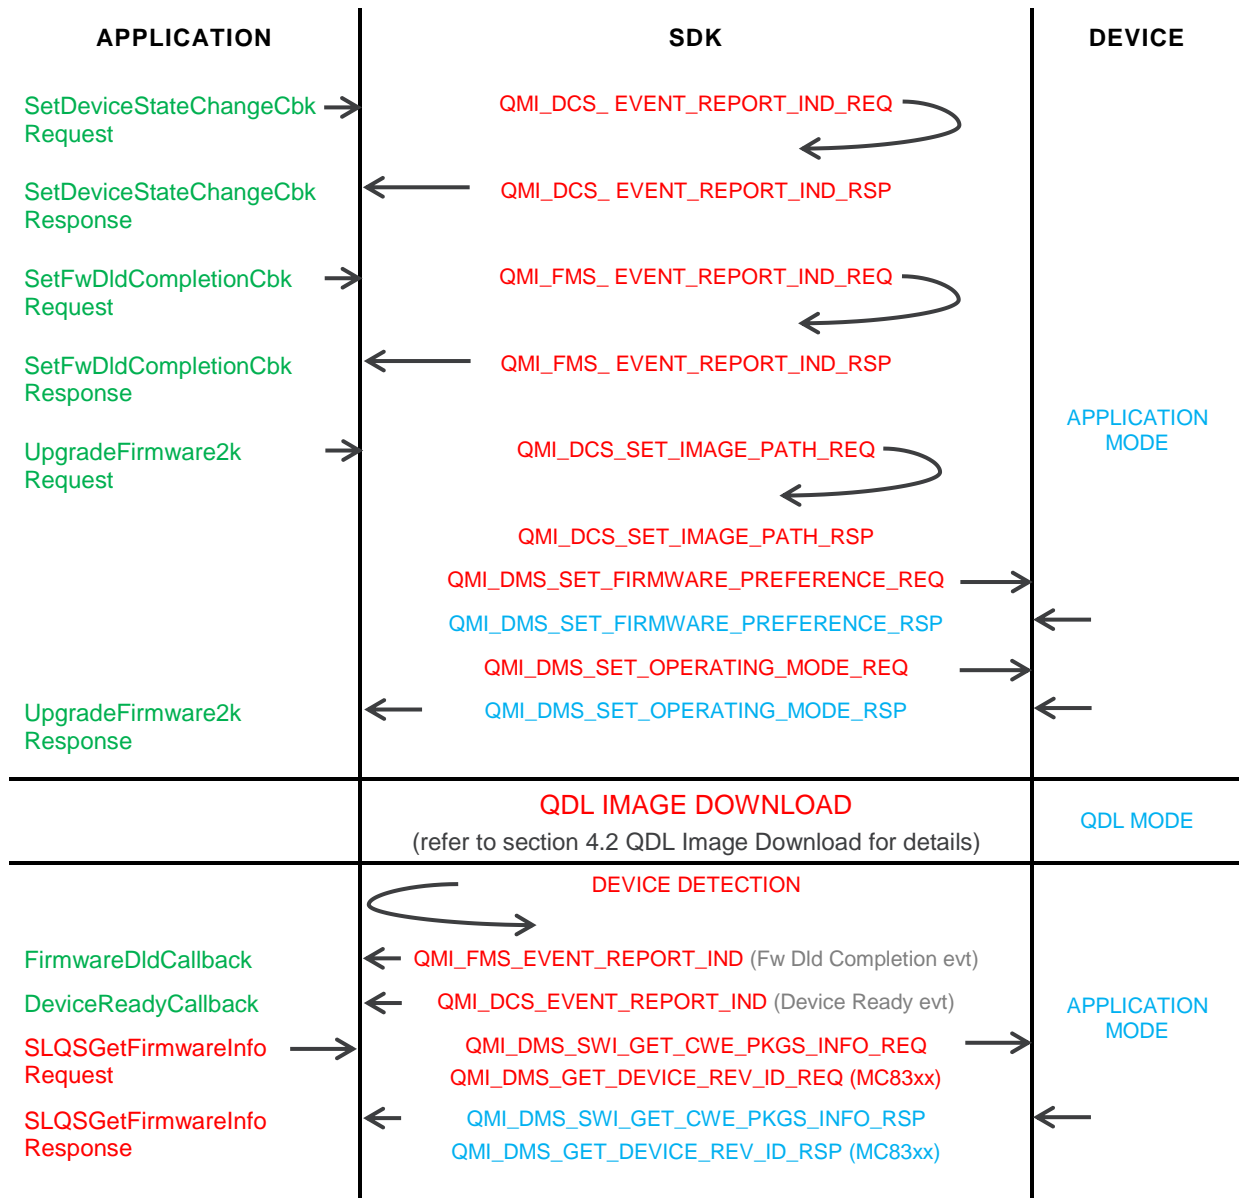 APPLICATION
SDK
DEVICE
SetDeviceStateChangeCbk
Request
QMI_DCS_ EVENT_REPORT_IND_REQ
SetDeviceStateChangeCbk
Response
QMI_DCS_ EVENT_REPORT_IND_RSP
SetFwDldCompletionCbk
Request
QMI_FMS_ EVENT_REPORT_IND_REQ
SetFwDldCompletionCbk
Response
QMI_FMS_ EVENT_REPORT_IND_RSP
APPLICATION
MODE
UpgradeFirmware2k
Request
QMI_DCS_SET_IMAGE_PATH_REQ
QMI_DCS_SET_IMAGE_PATH_RSP
QMI_DMS_SET_FIRMWARE_PREFERENCE_REQ
QMI_DMS_SET_FIRMWARE_PREFERENCE_RSP
QMI_DMS_SET_OPERATING_MODE_REQ
UpgradeFirmware2k
Response
QMI_DMS_SET_OPERATING_MODE_RSP
QDL IMAGE DOWNLOAD
(refer to section 4.2 QDL Image Download for details)
QDL MODE
DEVICE DETECTION
FirmwareDldCallback
QMI_FMS_EVENT_REPORT_IND (Fw Dld Completion evt)
DeviceReadyCallback
QMI_DCS_EVENT_REPORT_IND (Device Ready evt)
APPLICATION
MODE
SLQSGetFirmwareInfo
Request
QMI_DMS_SWI_GET_CWE_PKGS_INFO_REQ
QMI_DMS_GET_DEVICE_REV_ID_REQ (MC83xx)
SLQSGetFirmwareInfo
Response
QMI_DMS_SWI_GET_CWE_PKGS_INFO_RSP
QMI_DMS_GET_DEVICE_REV_ID_RSP (MC83xx)